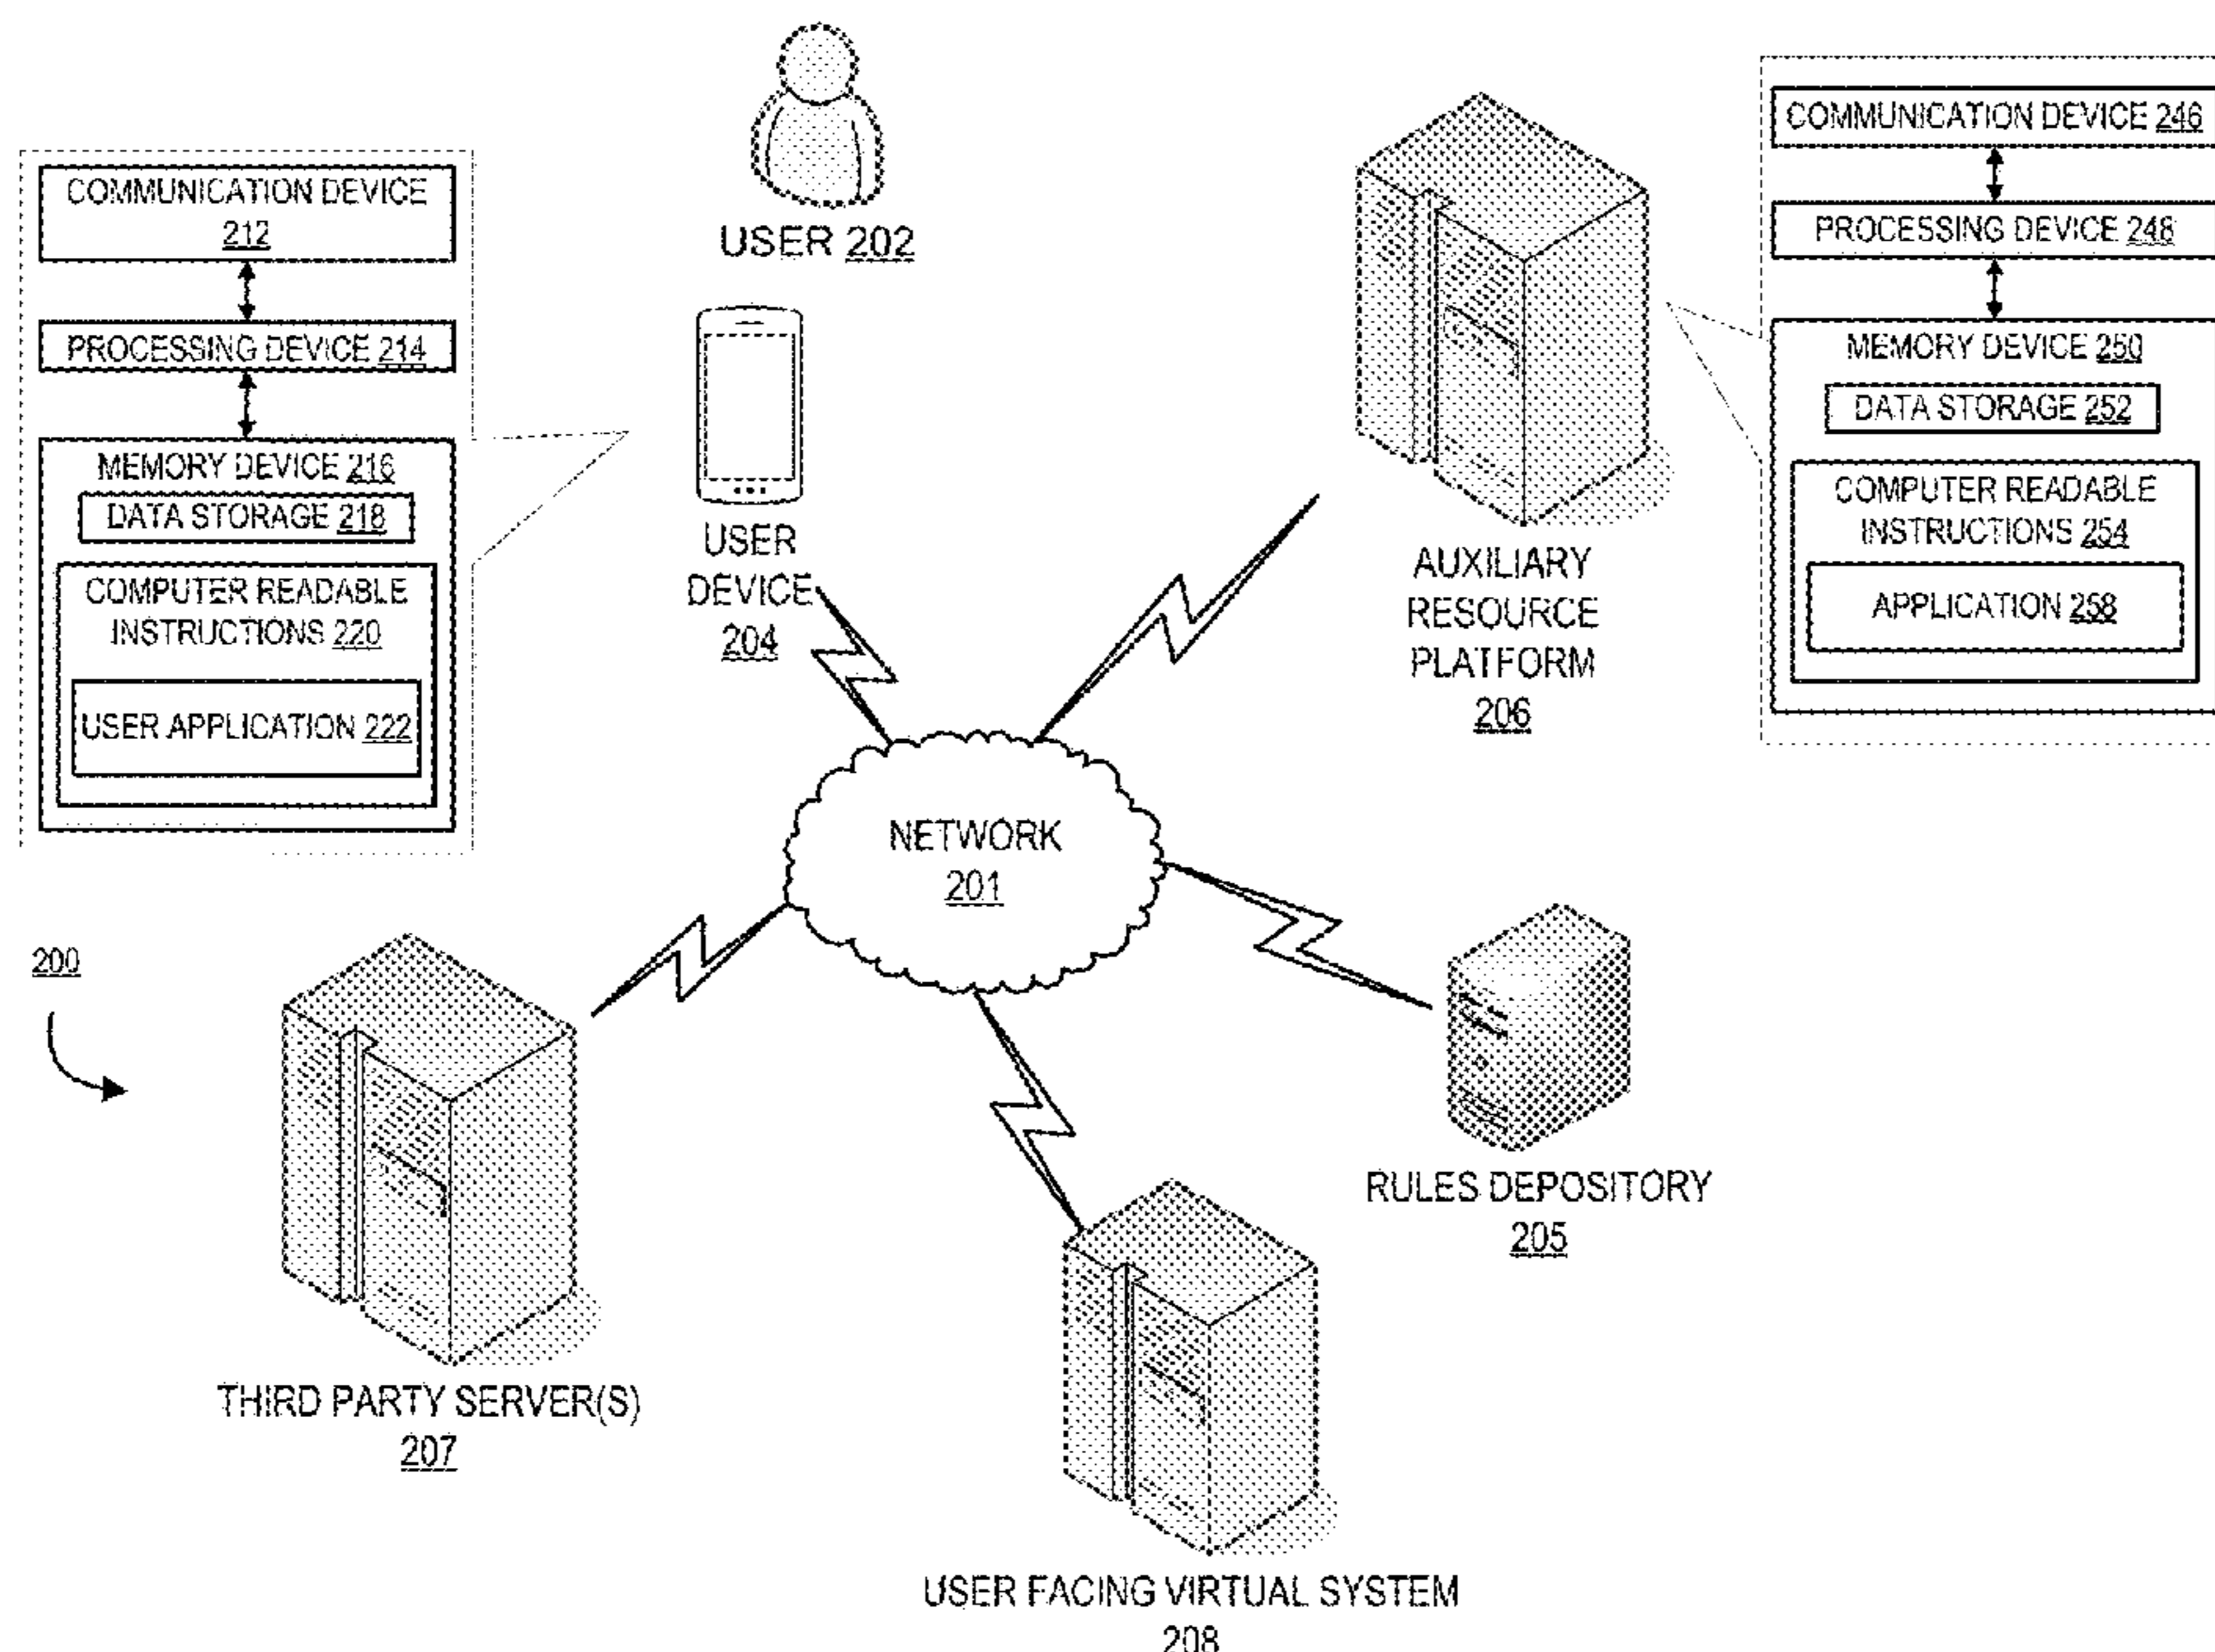 USER 202
COMMUNICATION DEVICE
212
PROCESSING DEVICE 214
MEMORY DEVICE 216
DATA STORAGE 218
COMPUTER READABLE
INSTRUCTIONS 220
USER APPLICATION 222
USER
DEVICE
204
AUXILIARY
RESOURCE
PLATFORM
206
COMMUNICATION DEVICE 246
PROCESSING DEVICE 248
MEMORY DEVICE 250
DATA STORAGE 252
COMPUTER READABLE
INSTRUCTIONS 254
APPLICATION 258
NETWORK
201
200
THIRD PARTY SERVER(S)
207
RULES DEPOSITORY
205
USER FACING VIRTUAL SYSTEM
208